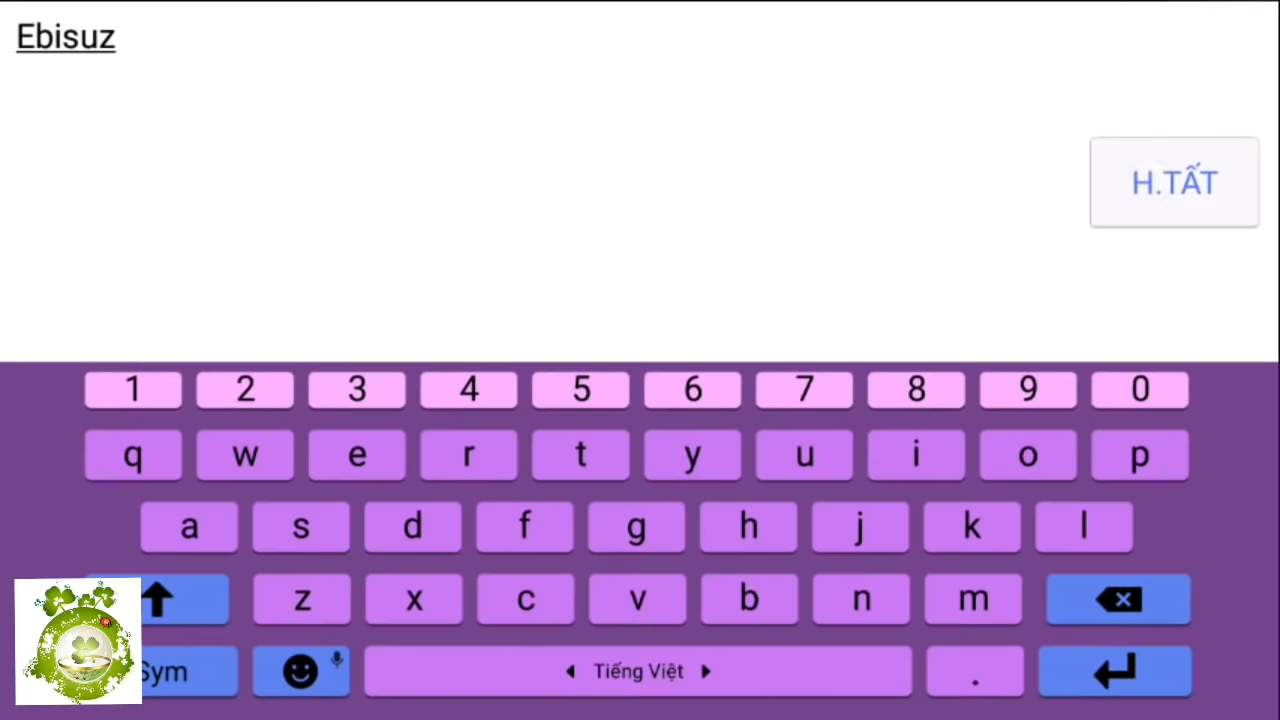 Ebisuz
H.TẤT
1 2 3 4 5 6 7 8 9 0
q w e r t y u i o p
a s d f g h j k l
z x c v b n m
Sym Tiếng Việt .